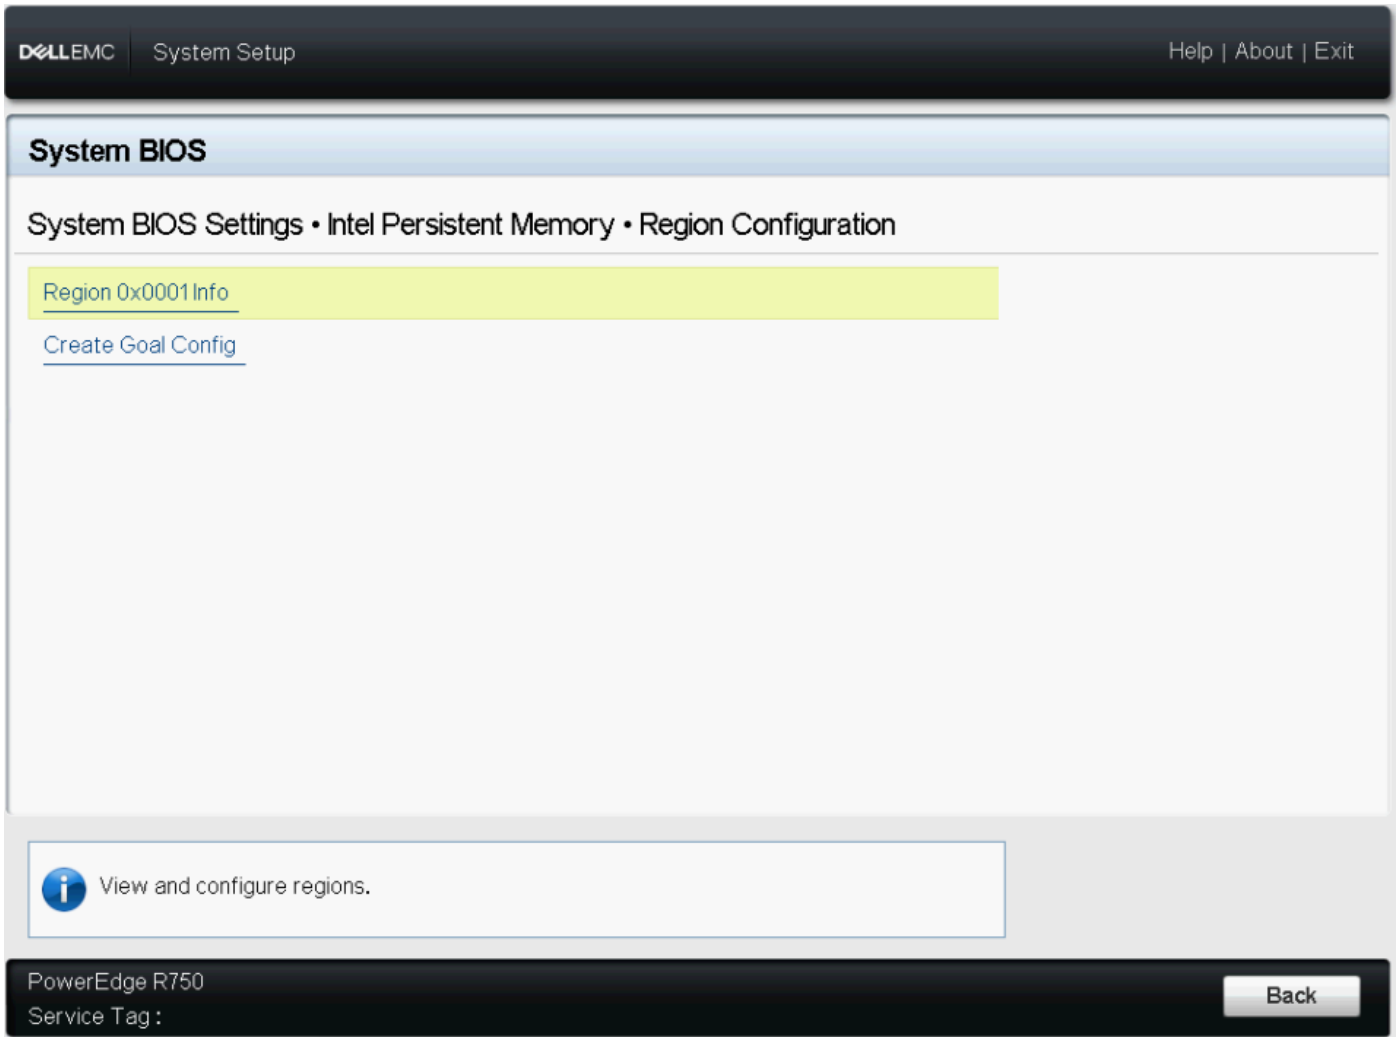 DELLEMC System Setup Help | About | Exit
System BIOS
System BIOS Settings • Intel Persistent Memory • Region Configuration
Region 0x0001 Info
Create Goal Config
View and configure regions.
PowerEdge R750
Service Tag :
Back